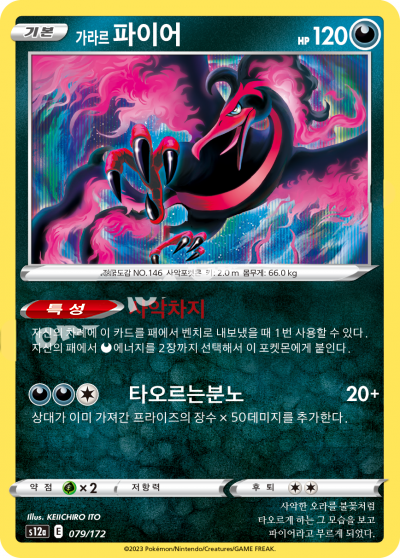 기본 가라르 파이어 HP 120
전국도감 NO.146 사악포켓몬 키: 2.0 m 몸무게: 66.0 kg
특성 사악차지
자신의 차례에 이 카드를 패에서 벤치로 내보냈을 때 1번 사용할 수 있다.
자신의 패에서 에너지를 2장까지 선택해서 이 포켓몬에게 붙인다.
타오르는분노 20+
상대가 이미 가져간 프라이즈의 장수 × 50데미지를 추가한다.
약점 × 2 저항력 후퇴
Illus. KEIICHIRO ITO
s12a E 079/172
사악한 오라를 불꽃처럼
타오르게 하는 그 모습을 보고
파이어라고 부르게 되었다.
©2023 Pokémon/Nintendo/Creatures/GAME FREAK.